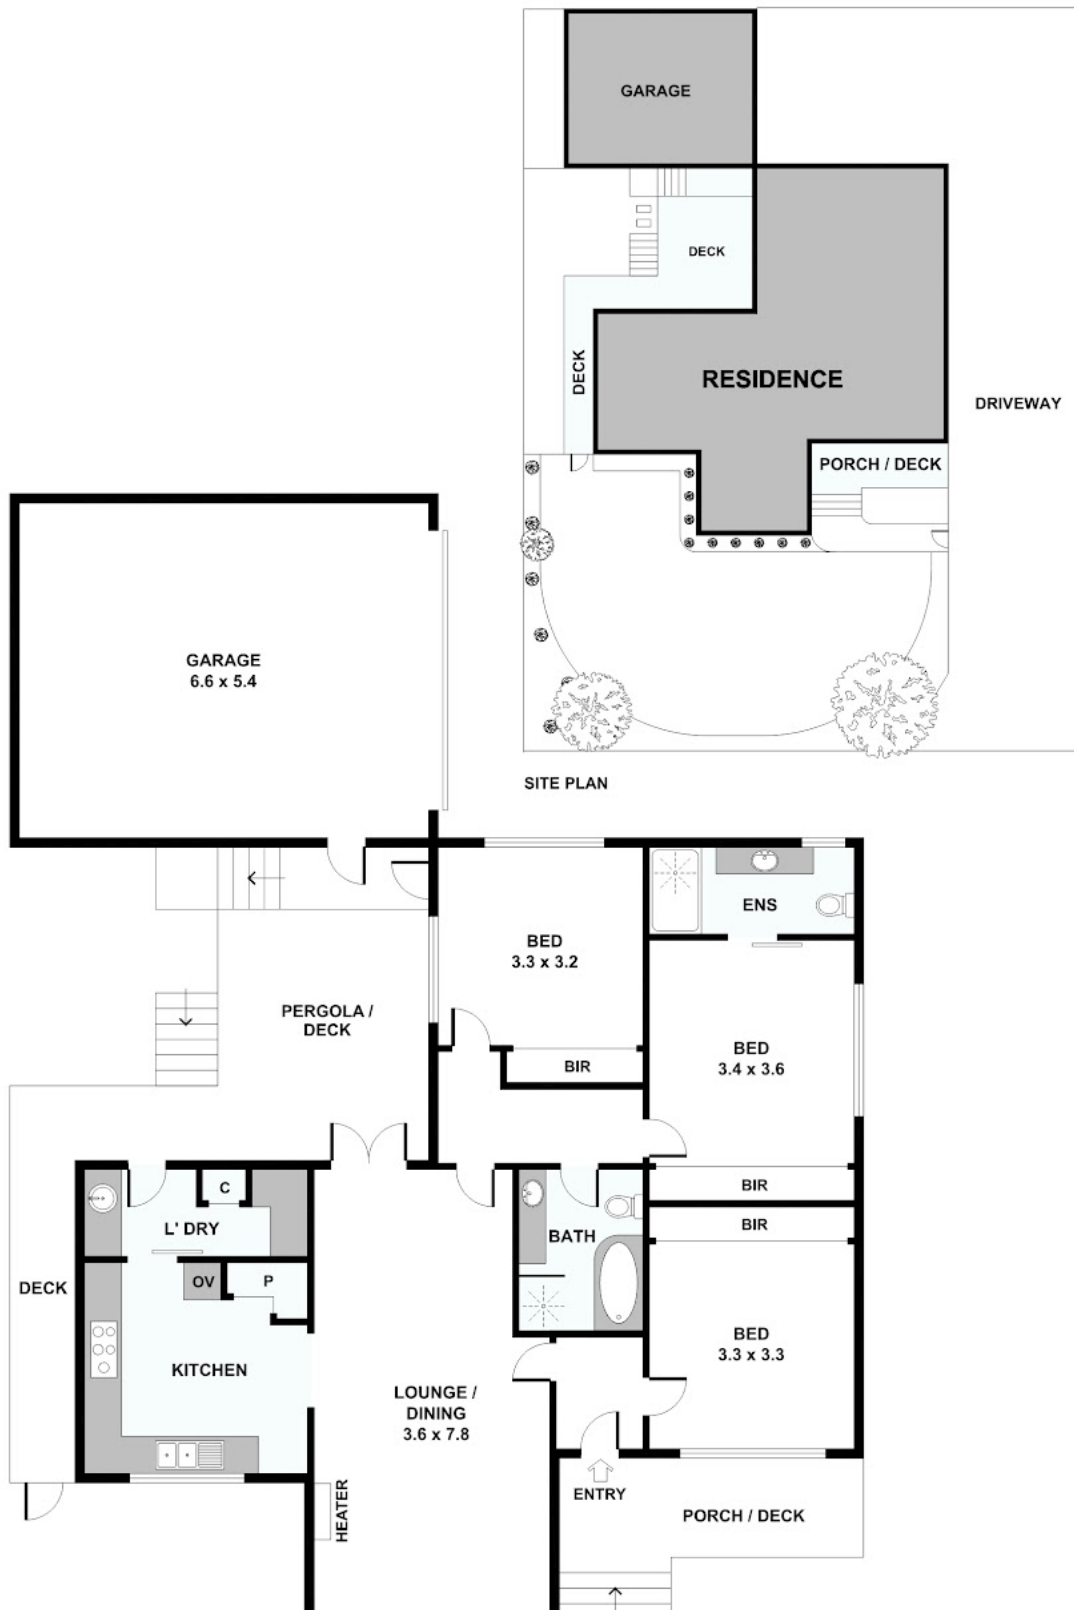 GARAGE
DECK
DECK
RESIDENCE
DRIVEWAY
PORCH / DECK
SITE PLAN
GARAGE
6.6 x 5.4
ENS
BED
3.3 x 3.2
PERGOLA /
DECK
BED
3.4 x 3.6
BIR
BIR
C
L' DRY
BATH
BIR
DECK
OV
P
KITCHEN
BED
3.3 x 3.3
LOUNGE /
DINING
3.6 x 7.8
ENTRY
HEATER
PORCH / DECK